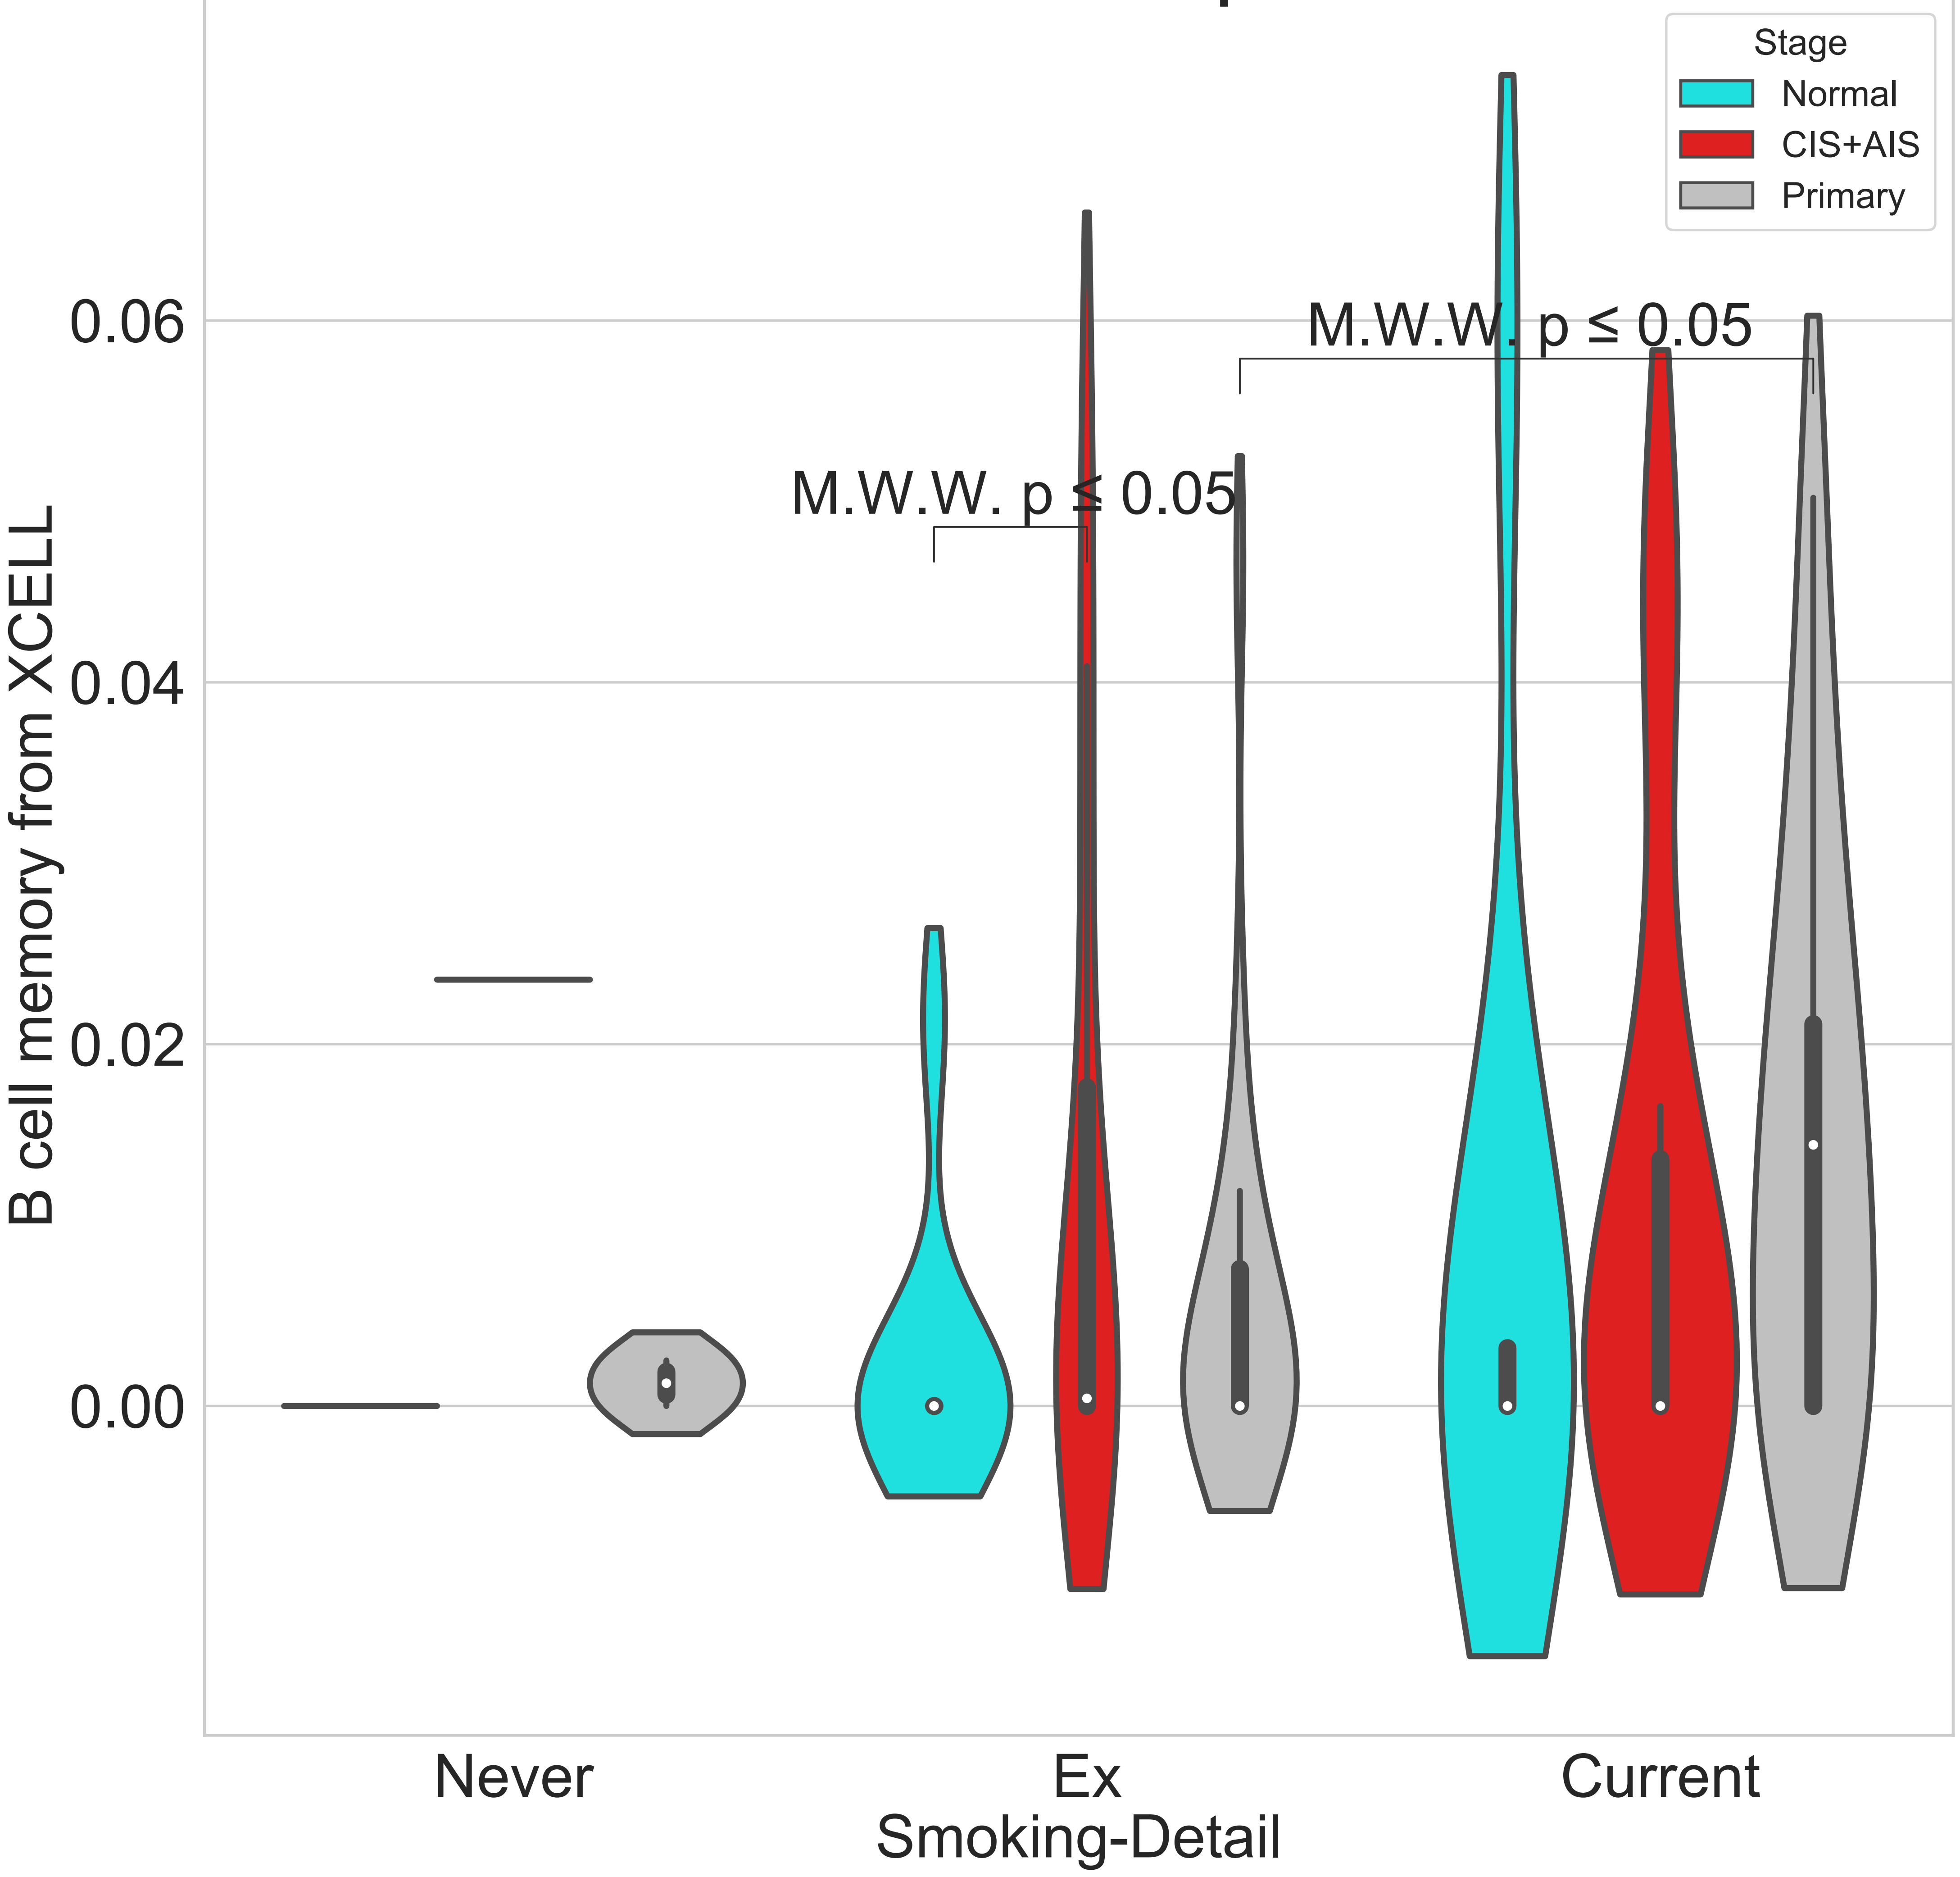 Stage
Normal
CIS+AIS
Primary
0.06
0.04
0.02
0.00
B cell memory from XCELL
M.W.W. p ≤ 0.05
M.W.W. p ≤ 0.05
Never
Ex
Current
Smoking-Detail